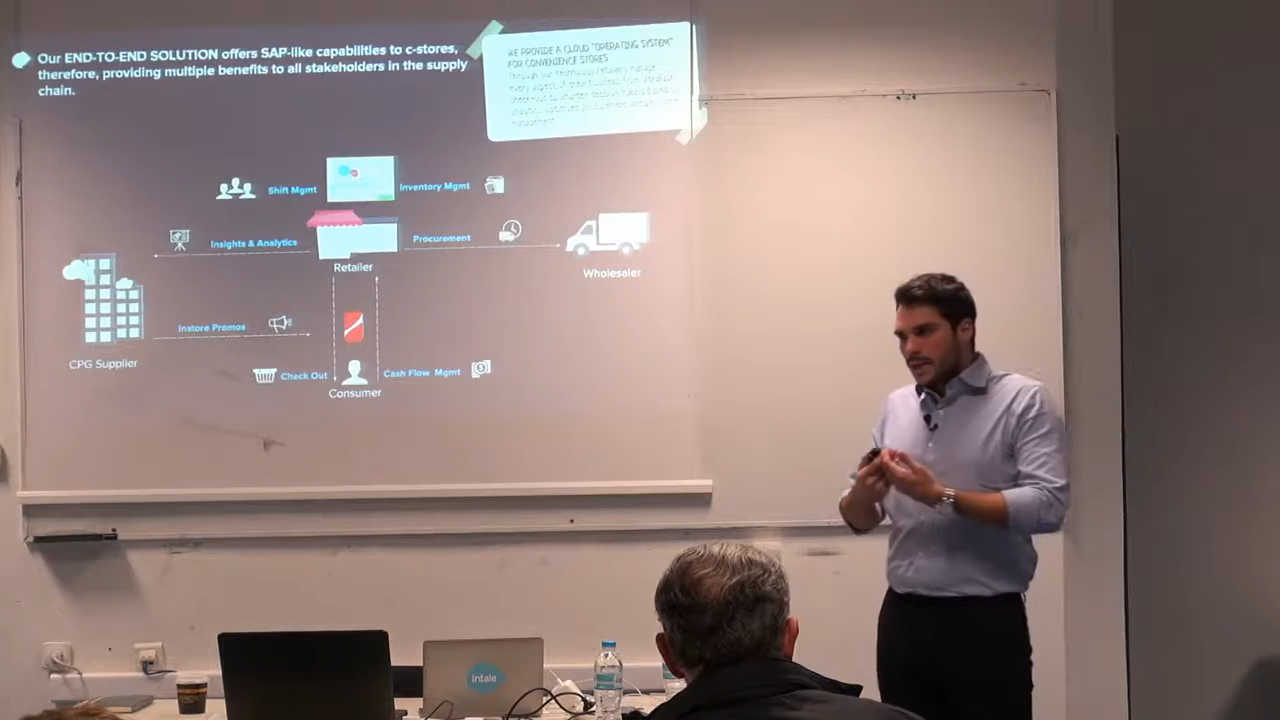 Our END-TO-END SOLUTION offers SAP-like capabilities to c-stores,
therefore, providing multiple benefits to all stakeholders in the supply
chain.
WE PROVIDE A CLOUD "OPERATING SYSTEM"
FOR CONVENIENCE STORES
Shift Mgmt
Inventory Mgmt
Insights & Analytics
Procurement
Retailer
Wholesaler
Instore Promos
CPG Supplier
Check Out
Cash Flow Mgmt
Consumer
intale